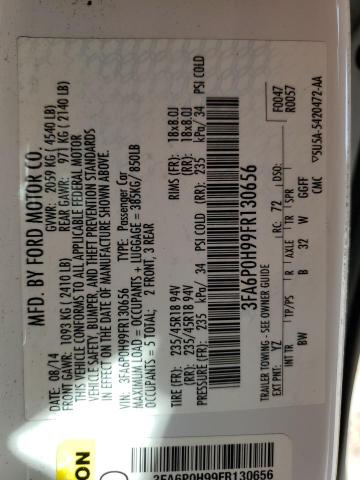 MFD. BY FORD MOTOR CO.
DATE: 08/14 GVWR: 2059 KG ( 4540 LB)
FRONT GAWR: 1093 KG ( 2410 LB) REAR GAWR: 971 KG ( 2140 LB)
THIS VEHICLE CONFORMS TO ALL APPLICABLE FEDERAL MOTOR
VEHICLE SAFETY, BUMPER, AND THEFT PREVENTION STANDARDS
IN EFFECT ON THE DATE OF MANUFACTURE SHOWN ABOVE.
VIN: 3FA6P0H99FR130656 TYPE: Passenger Car
MAXIMUM LOAD = OCCUPANTS + LUGGAGE = 385KG/ 850LB
OCCUPANTS = 5 TOTAL: 2 FRONT, 3 REAR
TIRE (FR): 235/45R18 94V RIMS (FR): 18x8.0J
TIRE (RR): 235/45R18 94V (RR): 18x8.0J
PRESSURE (FR): 235 kPa/ 34 PSI COLD
(RR): 235 kPa/ 34 PSI COLD
3FA6P0H99FR130656
F0047
R0057
TRAILER TOWING - SEE OWNER GUIDE
EXT PNT: YZ RC: 72 DSO:
INT TR TP/PS R AXLE TR SPR
BW B 32 W GGFF
CMC
▽5U5A-5420472-AA
ON
3FA6P0H99FR130656